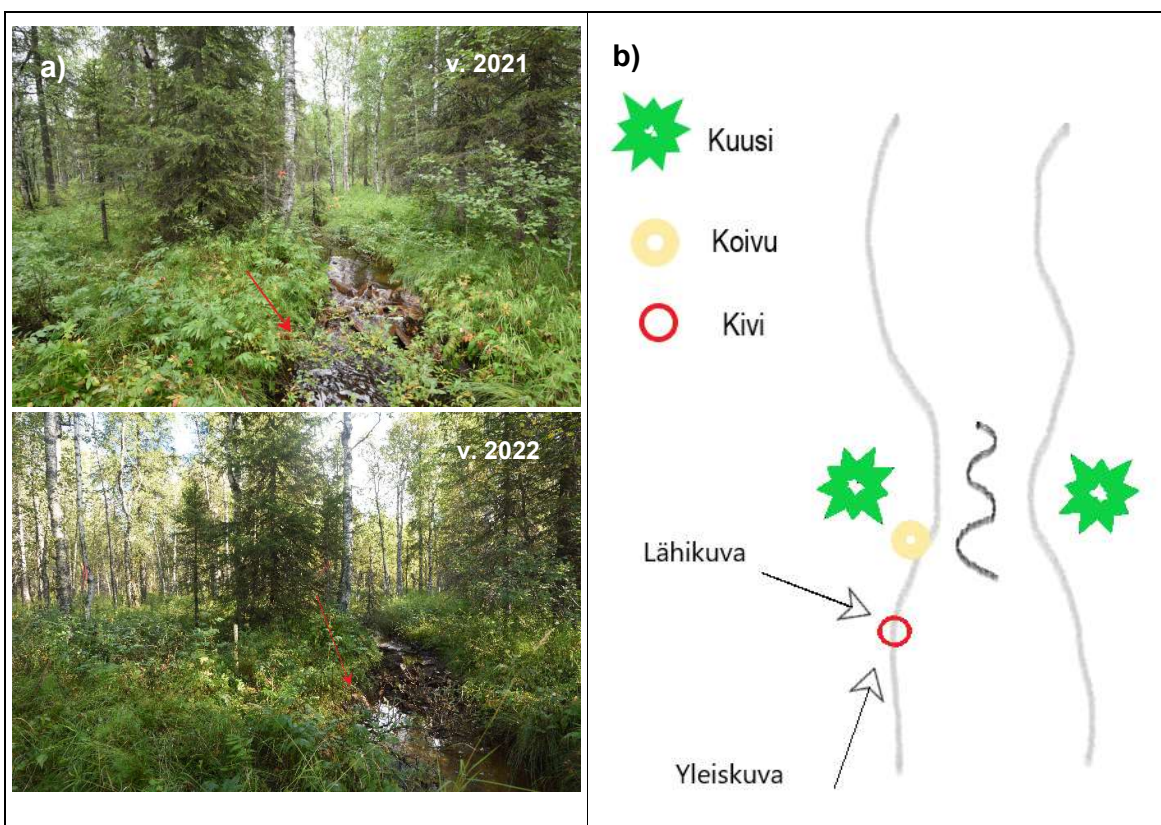 a)
v. 2021
v. 2022
b)
Kuusi
Koivu
Kivi
Lähikuva
Yleiskuva